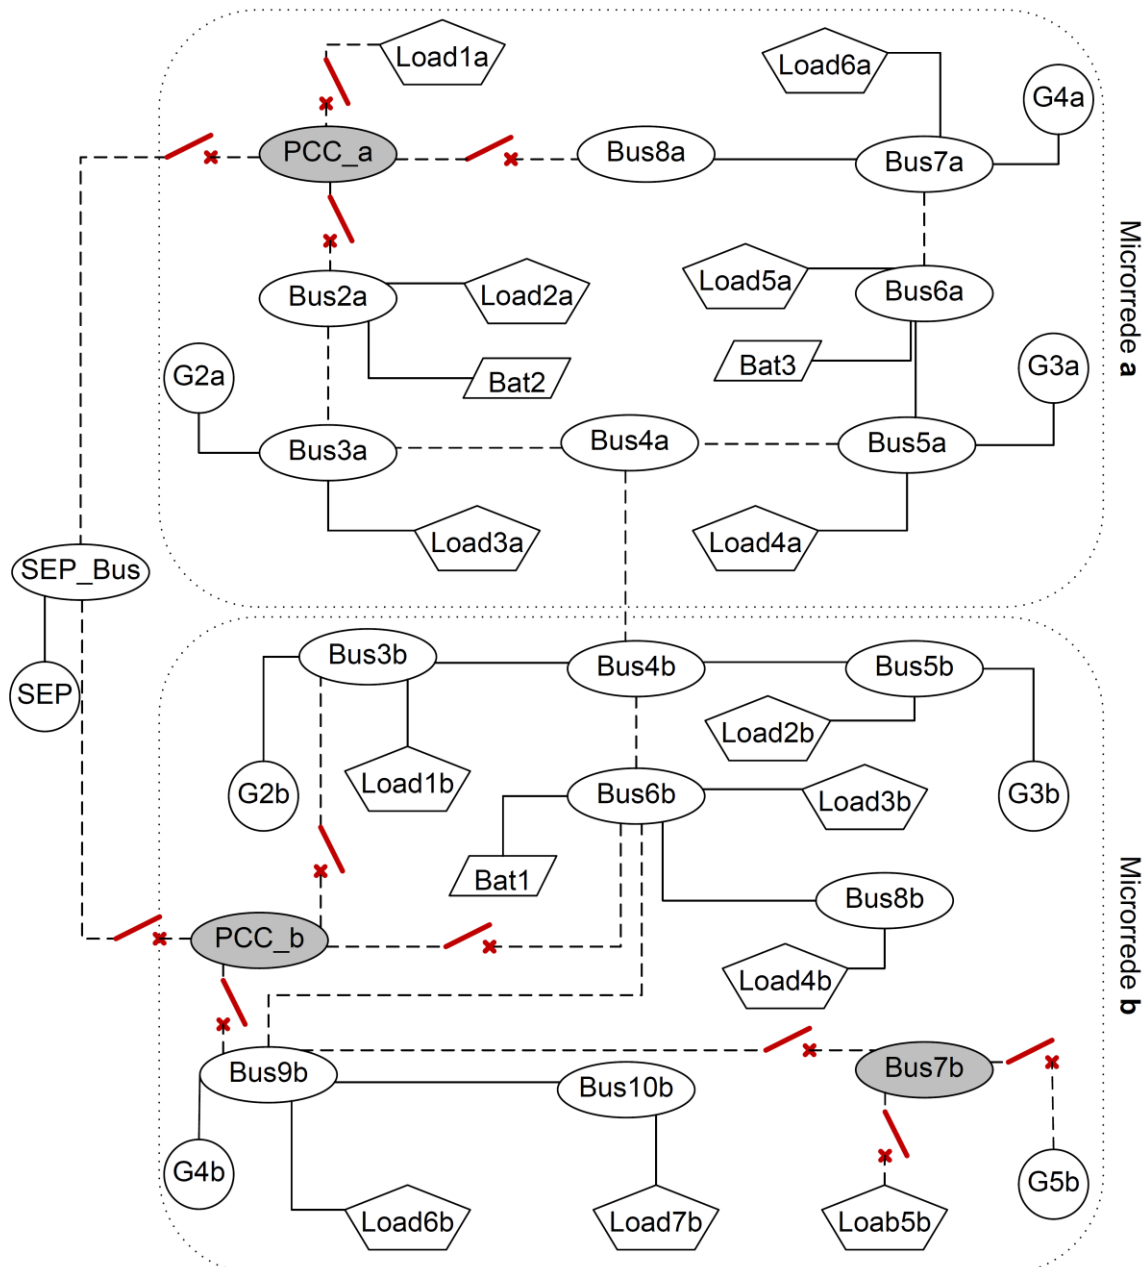 Load1a
Load6a
G4a
PCC_a
Bus8a
Bus7a
Microrrede a
Bus2a
Load2a
Load5a
Bus6a
G2a
Bat2
Bat3
G3a
Bus3a
Bus4a
Bus5a
Load3a
Load4a
SEP_Bus
SEP
Bus3b
Bus4b
Bus5b
Load2b
G2b
Load1b
Bus6b
Load3b
G3b
Bat1
Bus8b
Microrrede b
PCC_b
Load4b
Bus9b
Bus10b
Bus7b
G4b
G5b
Load6b
Load7b
Loab5b